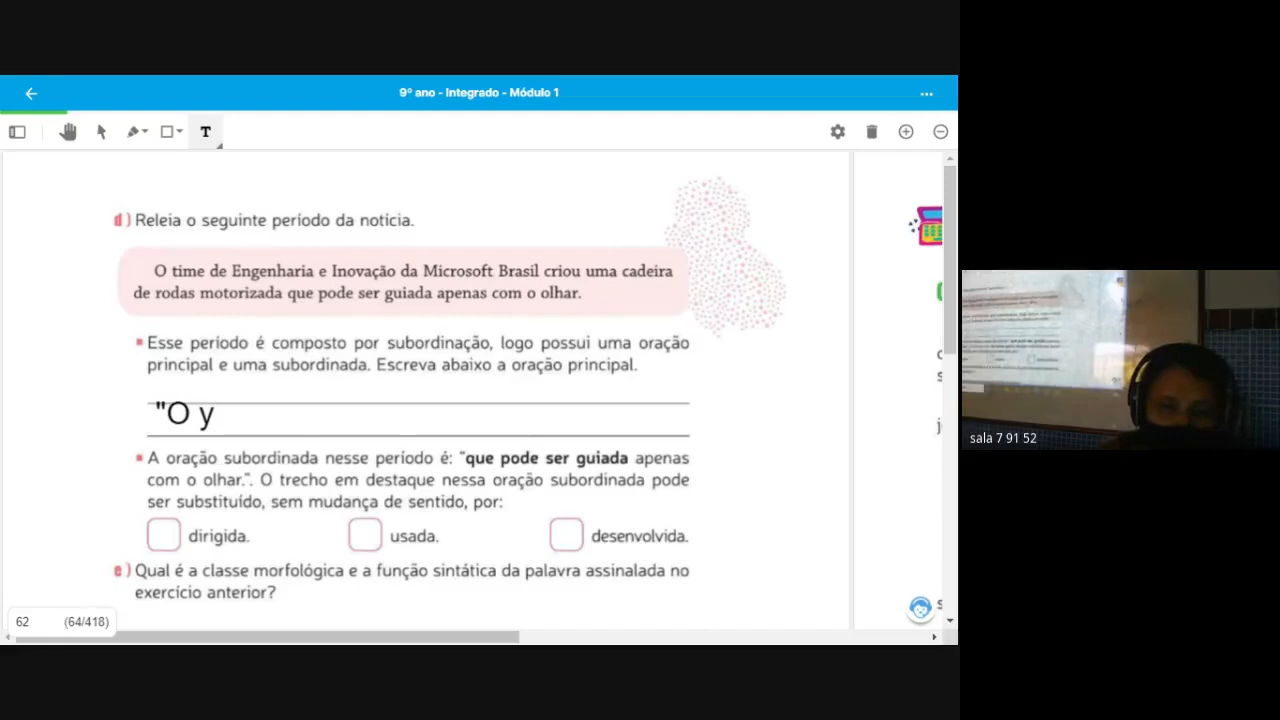 9º ano - Integrado - Módulo 1
T
d) Releia o seguinte período da notícia.
O time de Engenharia e Inovação da Microsoft Brasil criou uma cadeira
de rodas motorizada que pode ser guiada apenas com o olhar.
Esse período é composto por subordinação, logo possui uma oração
principal e uma subordinada. Escreva abaixo a oração principal.
"O y
A oração subordinada nesse período é: "que pode ser guiada apenas
com o olhar.". O trecho em destaque nessa oração subordinada pode
ser substituído, sem mudança de sentido, por:
dirigida. usada. desenvolvida.
e) Qual é a classe morfológica e a função sintática da palavra assinalada no
exercício anterior?
62 (64/418)
sala 7 91 52